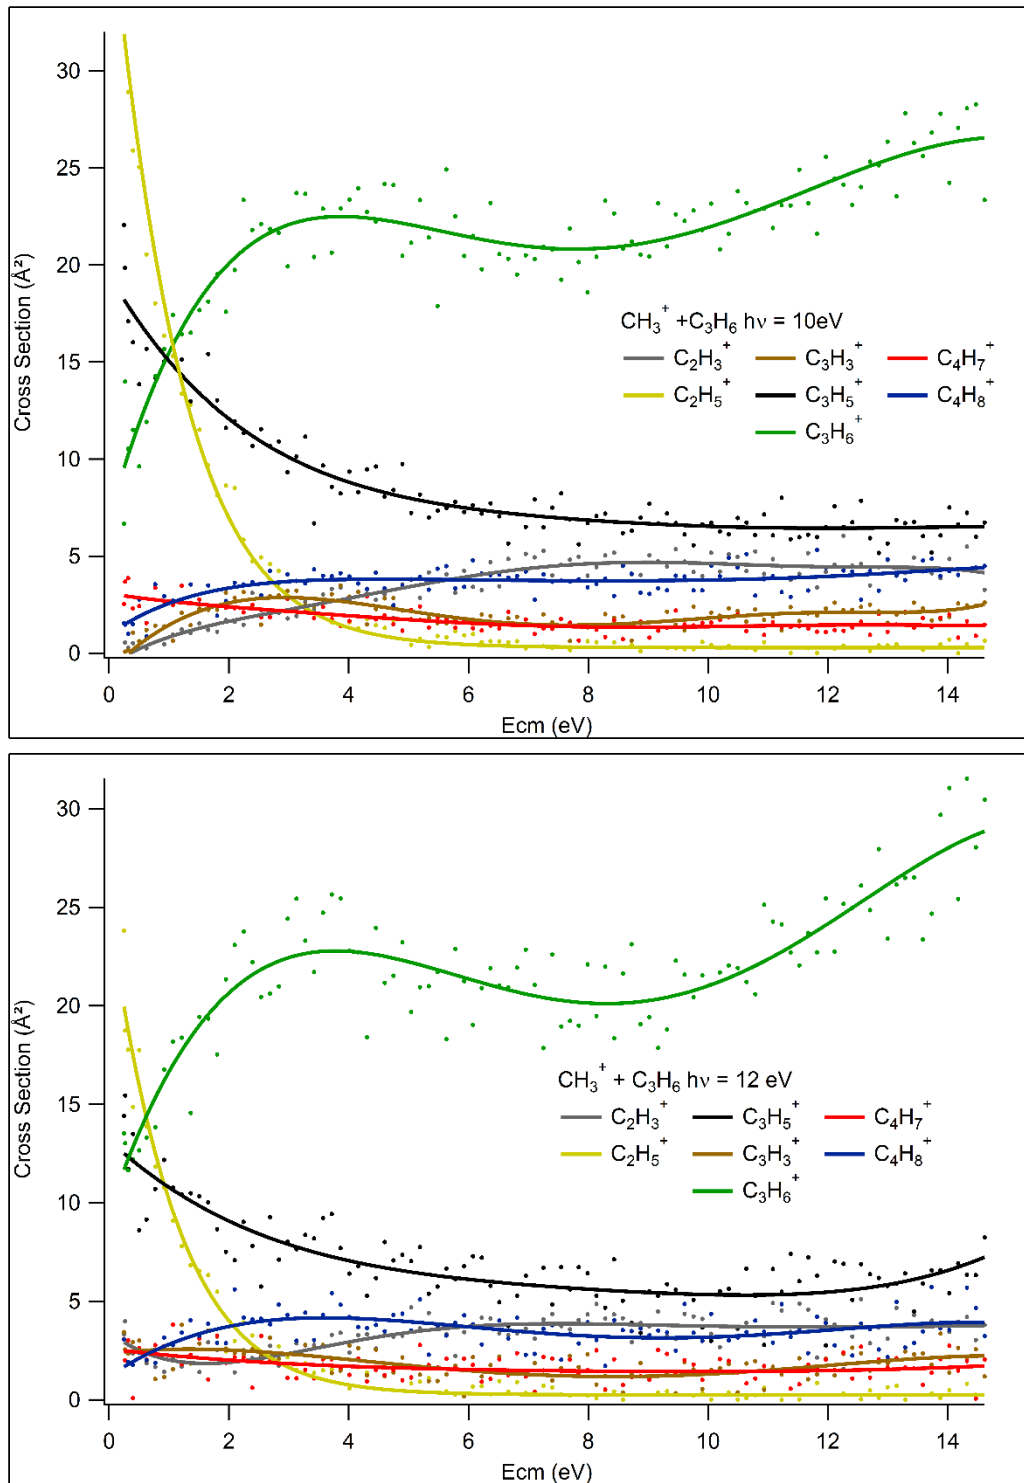 30
25
20
15
10
5
0
Cross Section (Å²)
CH₃⁺ +C₃H₆ hν = 10eV
C₂H₃⁺ C₃H₃⁺ C₄H₇⁺
C₂H₅⁺ C₃H₅⁺ C₄H₈⁺
C₃H₆⁺
0 2 4 6 8 10 12 14
Ecm (eV)
30
25
20
15
10
5
0
Cross Section (Å²)
CH₃⁺ + C₃H₆ hν = 12 eV
C₂H₃⁺ C₃H₅⁺ C₄H₇⁺
C₂H₅⁺ C₃H₃⁺ C₄H₈⁺
C₃H₆⁺
0 2 4 6 8 10 12 14
Ecm (eV)